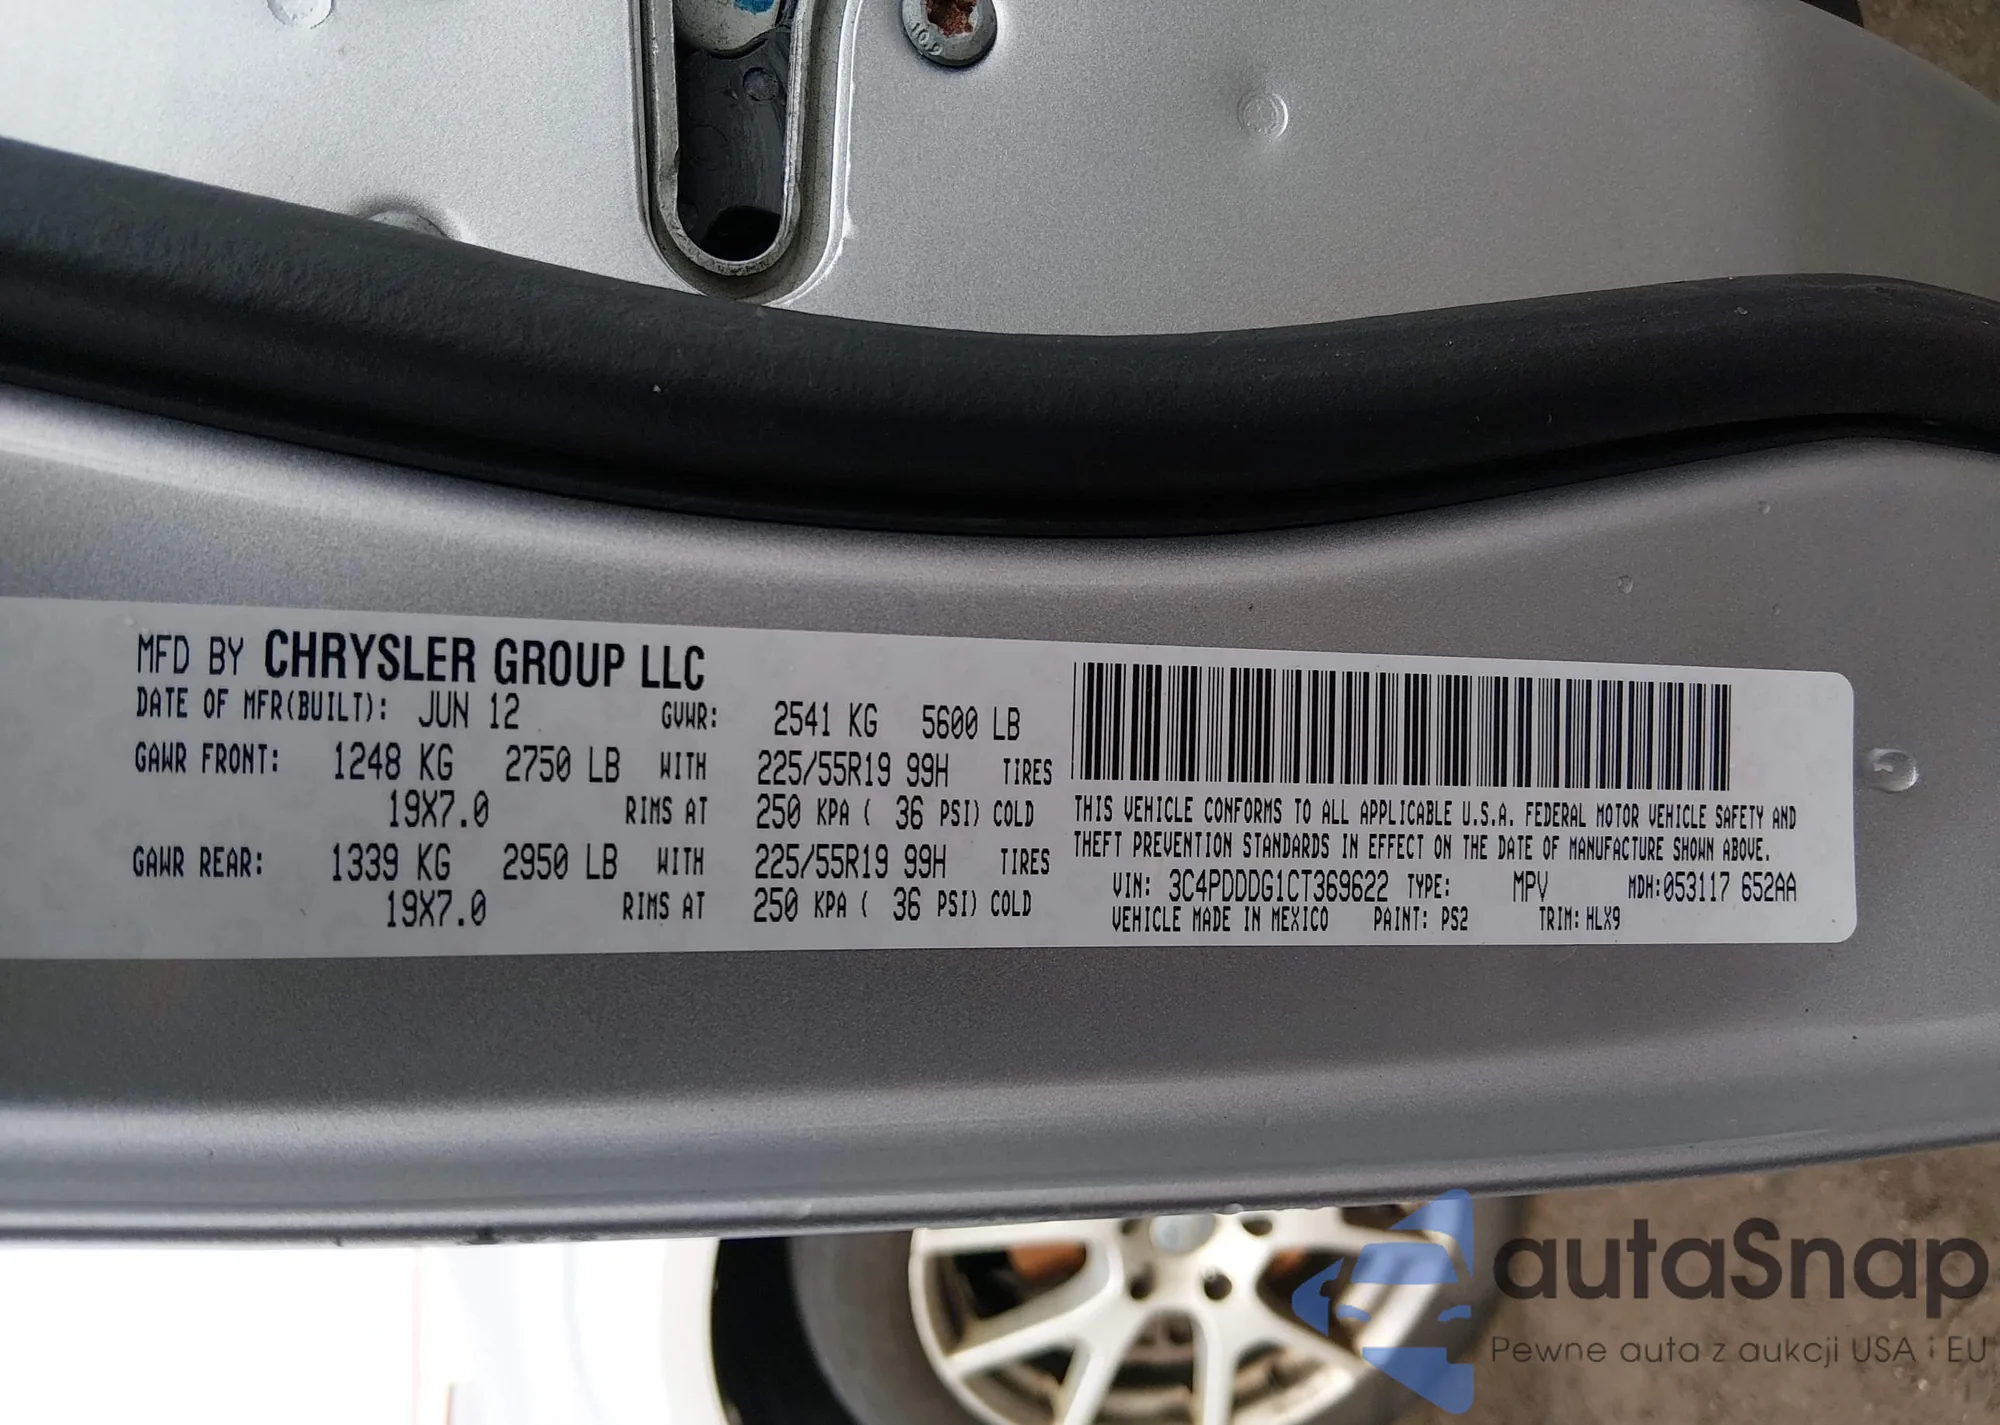 10.9
MFD BY CHRYSLER GROUP LLC
DATE OF MFR(BUILT): JUN 12 GVWR: 2541 KG 5600 LB
GAWR FRONT: 1248 KG 2750 LB WITH 225/55R19 99H TIRES
19X7.0 RIMS AT 250 KPA ( 36 PSI) COLD
GAWR REAR: 1339 KG 2950 LB WITH 225/55R19 99H TIRES
19X7.0 RIMS AT 250 KPA ( 36 PSI) COLD
THIS VEHICLE CONFORMS TO ALL APPLICABLE U.S.A. FEDERAL MOTOR VEHICLE SAFETY AND
THEFT PREVENTION STANDARDS IN EFFECT ON THE DATE OF MANUFACTURE SHOWN ABOVE.
VIN: 3C4PDDDG1CT369622 TYPE: MPV MDH:053117 652AA
VEHICLE MADE IN MEXICO PAINT: PS2 TRIM: HLX9
autaSnap
Pewne auta z aukcji USA i EU